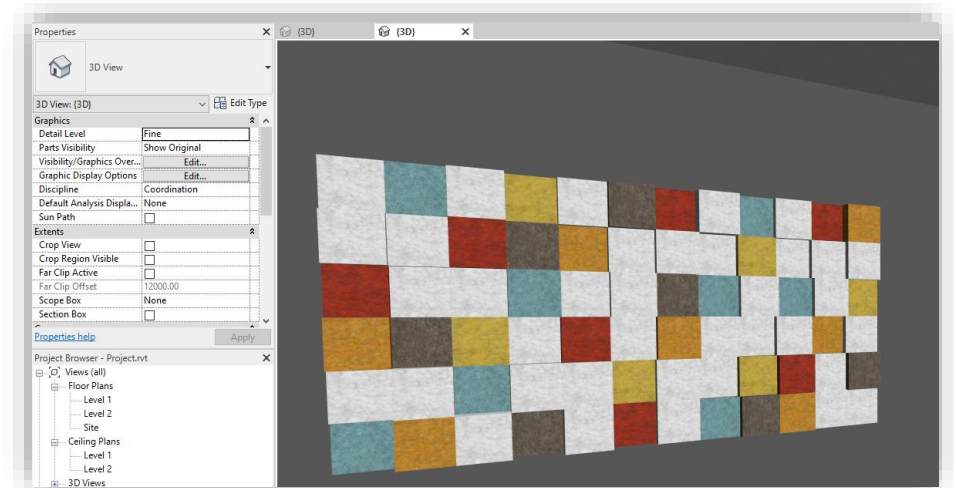 Properties
{3D}
{3D}
3D View
3D View: {3D}
Edit Type
Graphics
Detail Level Fine
Parts Visibility Show Original
Visibility/Graphics Over... Edit...
Graphic Display Options Edit...
Discipline Coordination
Default Analysis Displa... None
Sun Path
Extents
Crop View
Crop Region Visible
Far Clip Active
Far Clip Offset 12000.00
Scope Box None
Section Box
Properties help Apply
Project Browser - Project.rvt
Views (all)
Floor Plans
Level 1
Level 2
Site
Ceiling Plans
Level 1
Level 2
3D Views